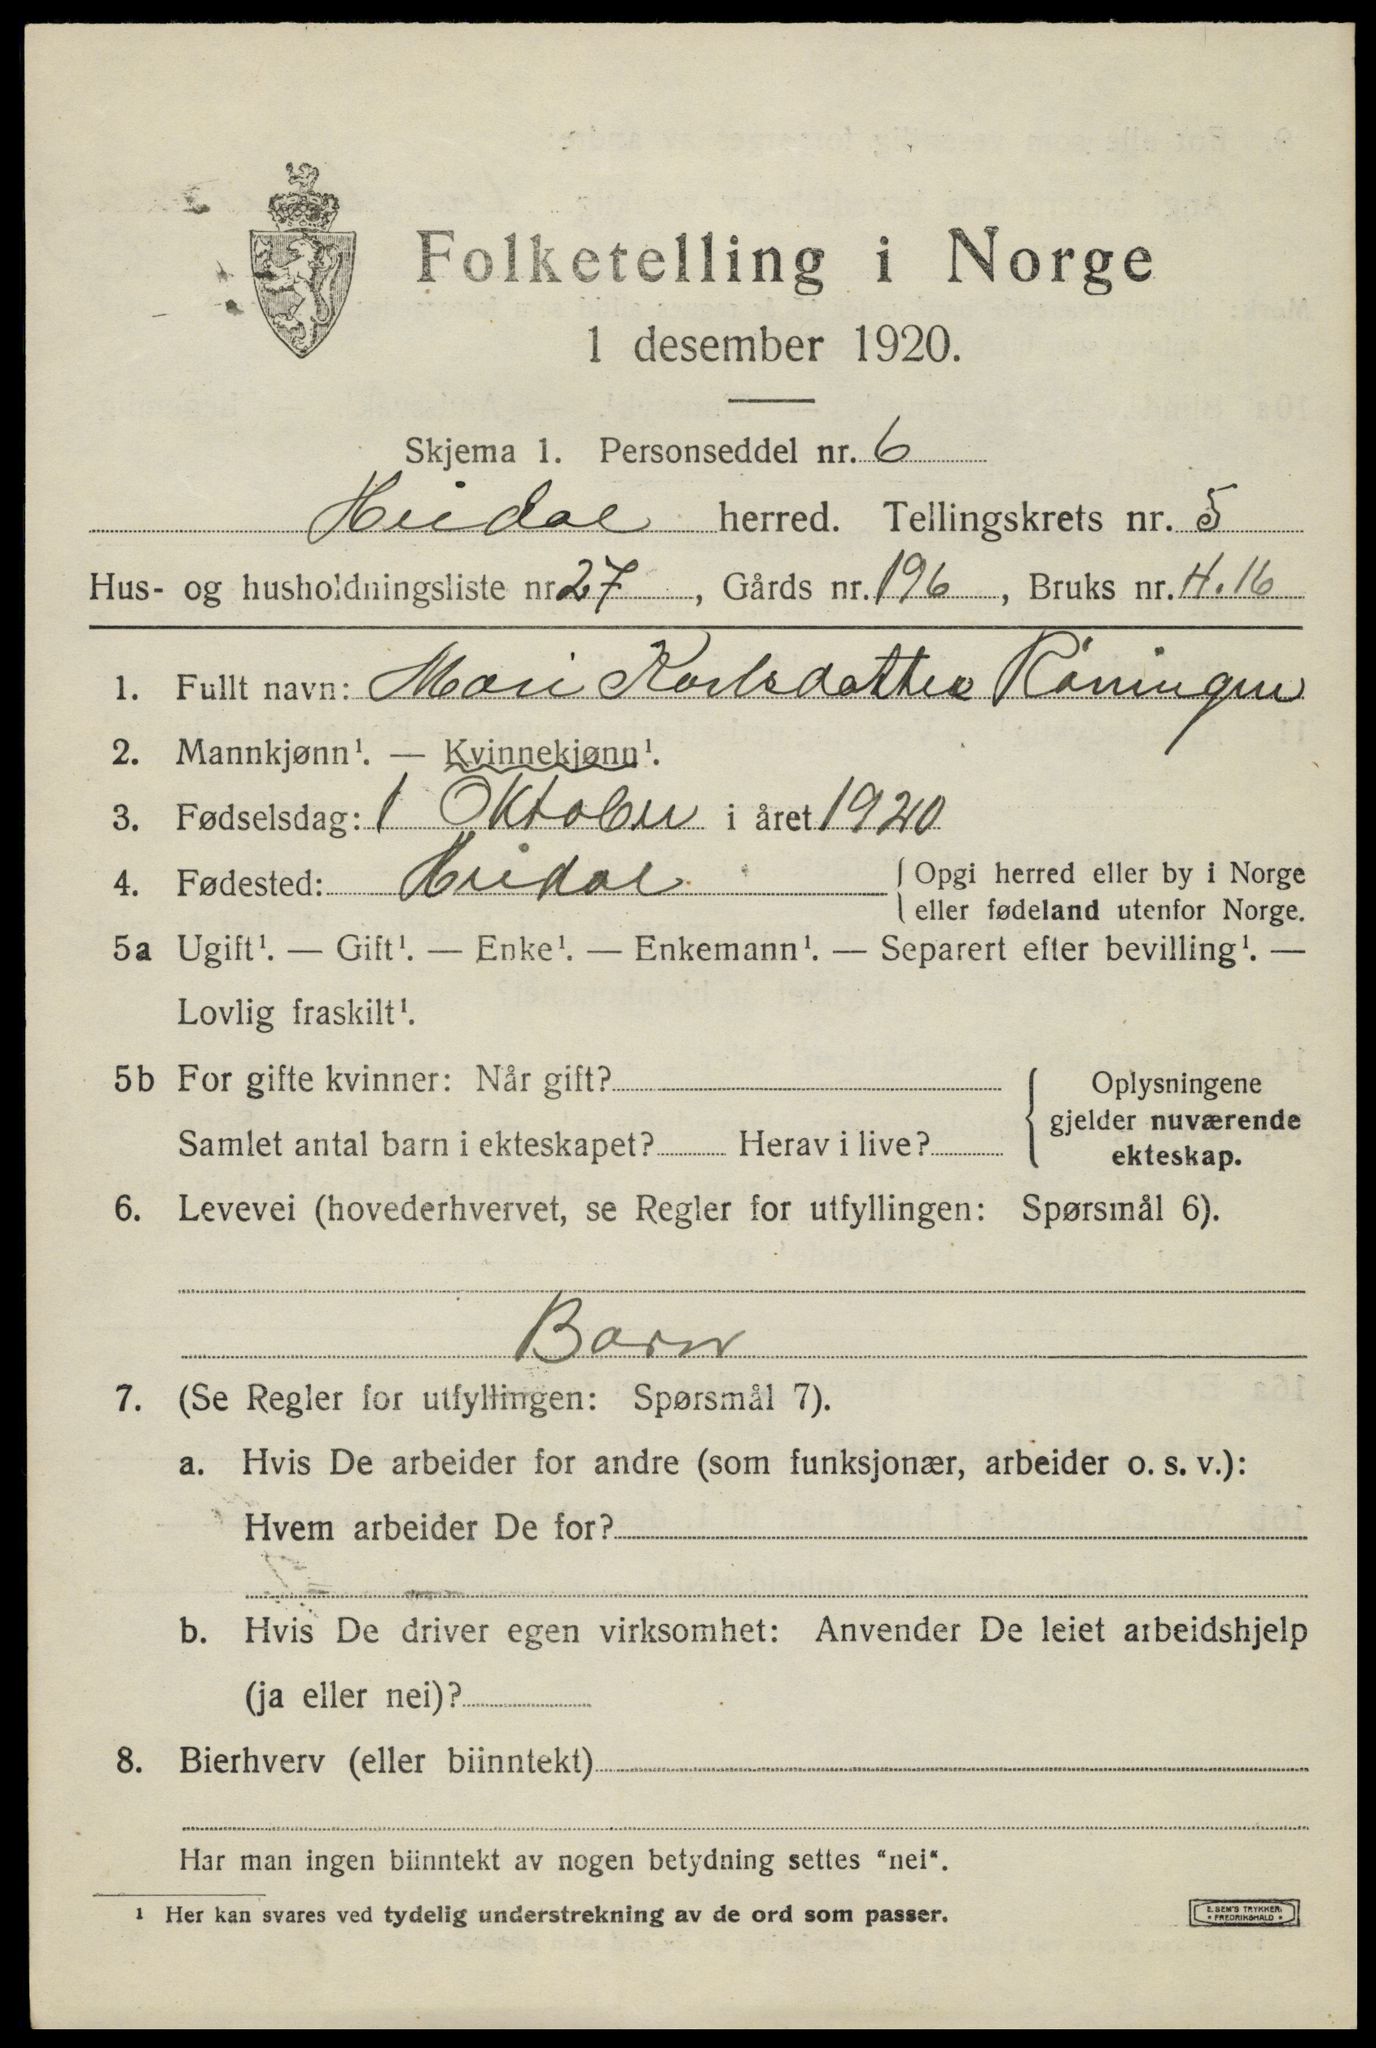 Folketelling i Norge
1 desember 1920.
Skjema 1. Personseddel nr. 6
Heidal herred. Tellingskrets nr. 5
Hus- og husholdningsliste nr. 27, Gårds nr. 196, Bruks nr. 4.16
1. Fullt navn: Mari Karlsdatter Röningen
2. Mannkjønn¹. — Kvinnekjønn¹.
3. Fødselsdag: 1 Oktober i året 1920
4. Fødested: Heidal { Opgi herred eller by i Norge
eller fødeland utenfor Norge.
5a Ugift¹. — Gift¹. — Enke¹. — Enkemann¹. — Separert efter bevilling¹. —
Lovlig fraskilt¹.
5b For gifte kvinner: Når gift? { Oplysningene
gjelder nuværende
Samlet antal barn i ekteskapet? Herav i live?
ekteskap.
6. Levevei (hovederhvervet, se Regler for utfyllingen: Spørsmål 6).
Barn
7. (Se Regler for utfyllingen: Spørsmål 7).
a. Hvis De arbeider for andre (som funksjonær, arbeider o. s. v.):
Hvem arbeider De for?
b. Hvis De driver egen virksomhet: Anvender De leiet arbeidshjelp
(ja eller nei)?
8. Bierhverv (eller biinntekt)
Har man ingen biinntekt av nogen betydning settes "nei".
¹ Her kan svares ved tydelig understrekning av de ord som passer.
E. SEM'S TRYKKERI
• FREDRIKSHALD •